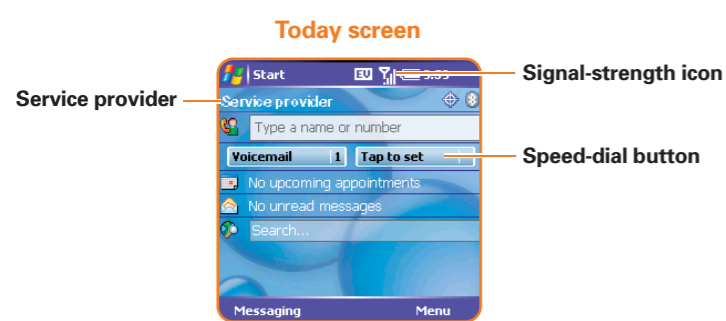 Today screen
Start EV
Service provider
Service provider
Type a name or number
Voicemail 1 Tap to set
No upcoming appointments
No unread messages
Search...
Messaging Menu
Signal-strength icon
Speed-dial button